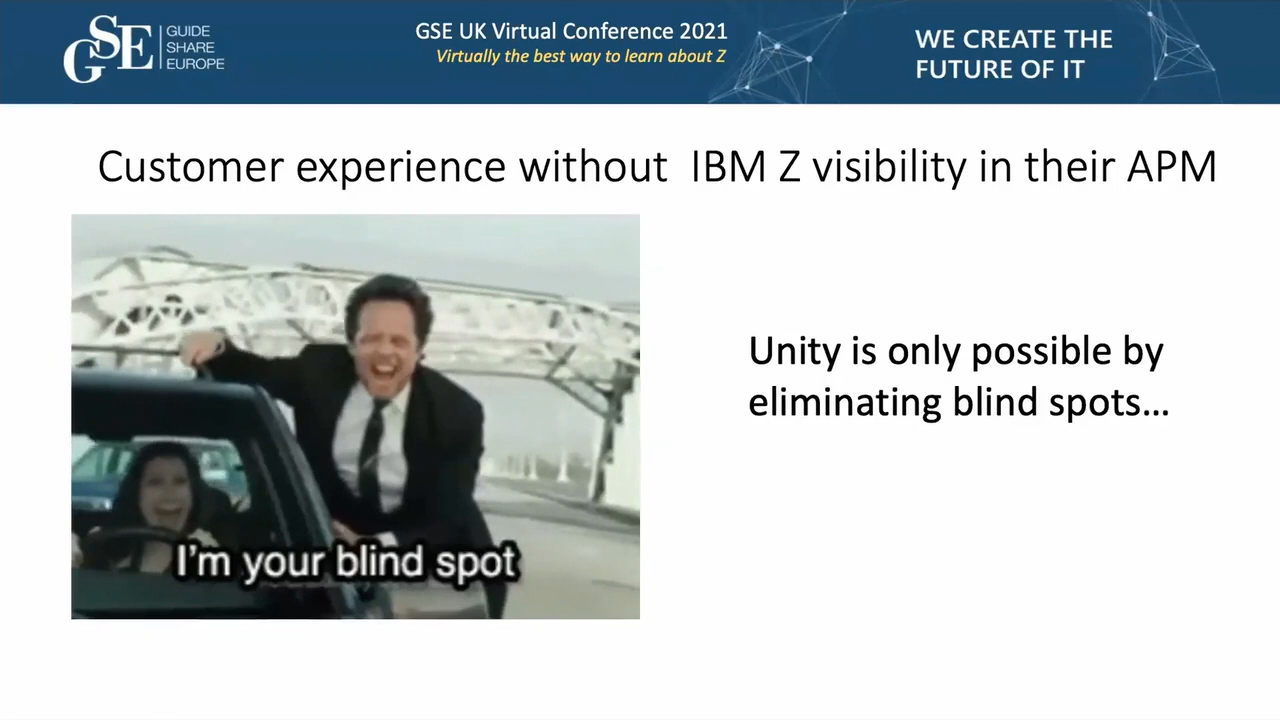 GSE
GUIDE
SHARE
EUROPE
GSE UK Virtual Conference 2021
Virtually the best way to learn about Z
WE CREATE THE
FUTURE OF IT
Customer experience without IBM Z visibility in their APM
I'm your blind spot
Unity is only possible by
eliminating blind spots…